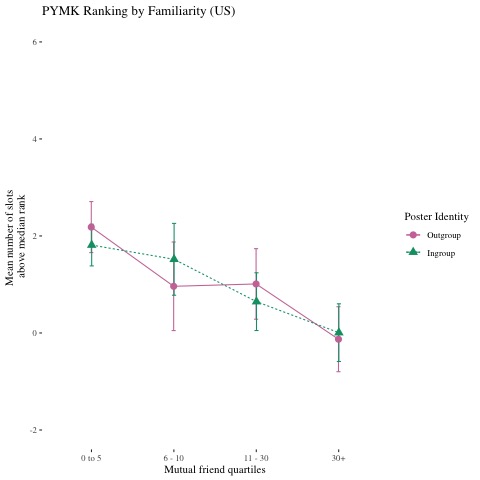 PYMK Ranking by Familiarity (US)
Mean number of slots
above median rank
6
4
2
0
-2
0 to 5
6 - 10
11 - 30
30+
Mutual friend quartiles
Poster Identity
Outgroup
Ingroup